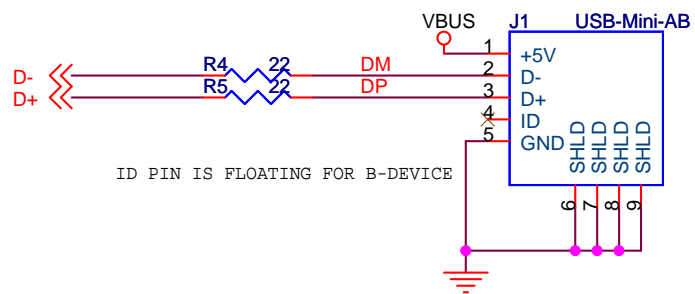 VBUS J1 USB-Mini-AB
1 +5V
D- R4 22 DM 2 D-
D+ R5 22 DP 3 D+
4 ID
5 GND
ID PIN IS FLOATING FOR B-DEVICE
SHLD SHLD SHLD SHLD
6 7 8 9